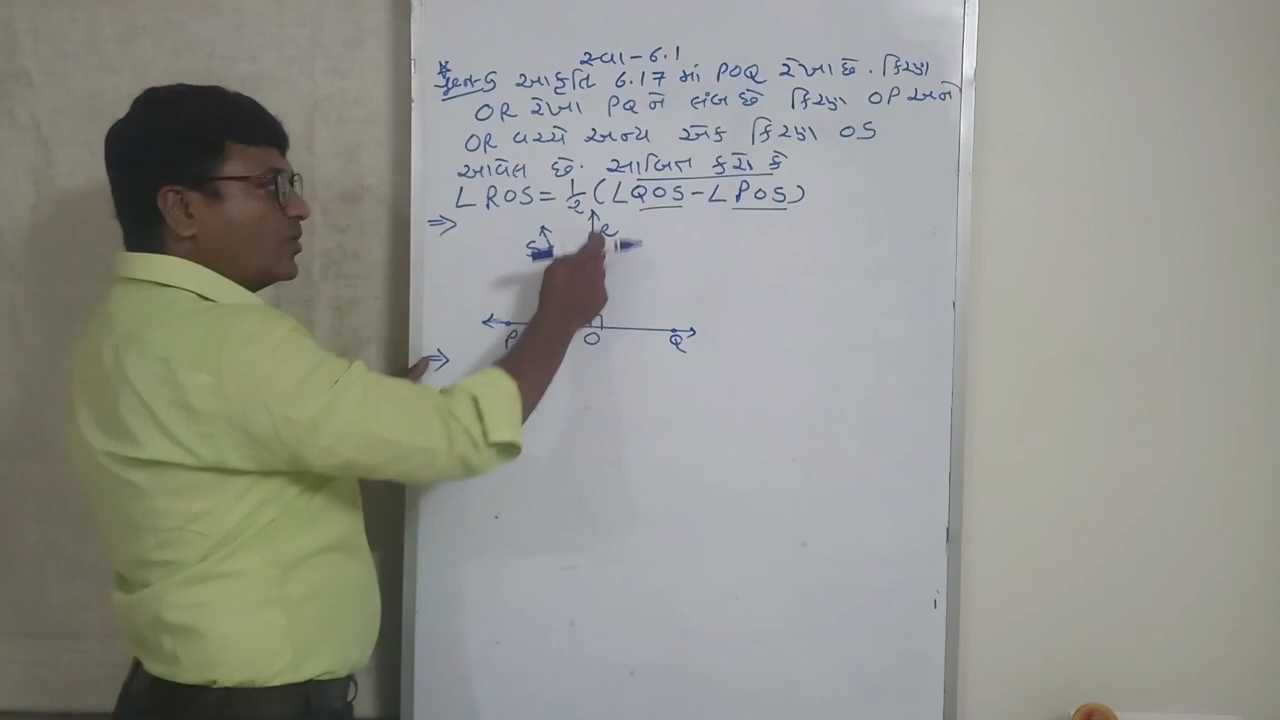 સ્વા-6.1
* પ્રશ્ન-5 આકૃતિ 6.17 માં POQ રેખા છે. કિરણ
OR રેખા PQ ને લંબ છે કિરણ OP અને
OR વચ્ચે અન્ય એક કિરણ OS
આવેલ છે. સાબિત કરો કે
∠ROS = 1/2 (∠QOS - ∠POS)
⇒
S R
P O Q
⇒